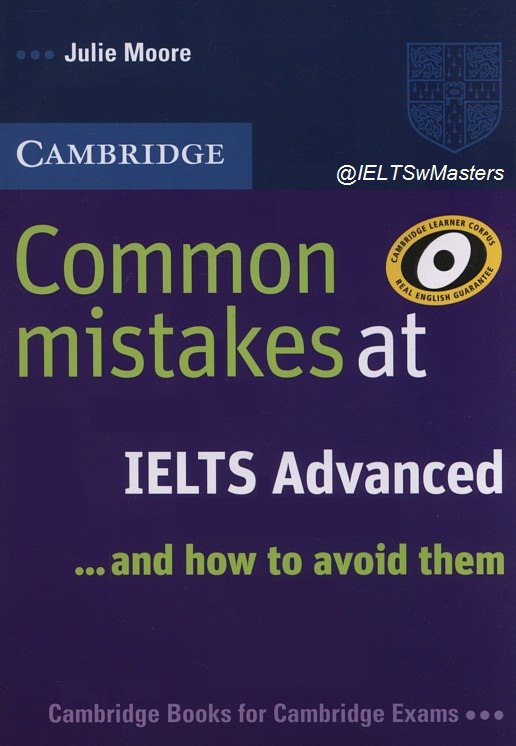 ••• Julie Moore
CAMBRIDGE
@IELTSwMasters
CAMBRIDGE LEARNER CORPUS
REAL ENGLISH GUARANTEE
Common
mistakes at
IELTS Advanced
...and how to avoid them
Cambridge Books for Cambridge Exams •••